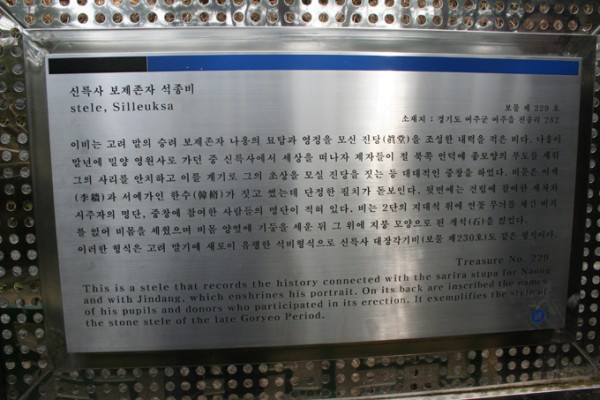 신륵사 보제존자 석종비
stele, Silleuksa
보물 제 229 호
소재지 : 경기도 여주군 여주읍 천송리 282
이비는 고려 말의 승려 보제존자 나옹의 묘탑과 영정을 모신 진당(眞堂)을 조성한 내력을 적은 비다. 나옹이
말년에 밀양 영원사로 가던 중 신륵사에서 세상을 떠나자 제자들이 절 북쪽 언덕에 종모양의 부도를 세워
그의 사리를 안치하고 이를 계기로 그의 초상을 모실 진당을 짓는 등 대대적인 중창을 하였다. 비문은 이색
(李穡)과 서예가인 한수(韓脩)가 짓고 썼는데 단정한 필치가 돋보인다. 뒷면에는 건립에 참여한 제자와
시주자의 명단, 중창에 참여한 사람들의 명단이 적혀 있다. 비는 2단의 지대석 위에 연꽃 무늬를 새긴 비좌
를 얹어 비몸을 세웠으며 비몸 양옆에 기둥을 세운 뒤 그 위에 지붕 모양으로 된 개석(石)을 얹었다.
이러한 형식은 고려 말기에 새로이 유행한 석비형식으로 신륵사 대장각기비(보물 제230호)도 같은 형식이다.
Treasure No. 229
This is a stele that records the history connected with the sarira stupa for Naong
and with Jindang, which enshrines his portrait. On its back are inscribed the names
of his pupils and donors who participated in its erection. It exemplifies the style of
the stone stele of the late Goryeo Period.